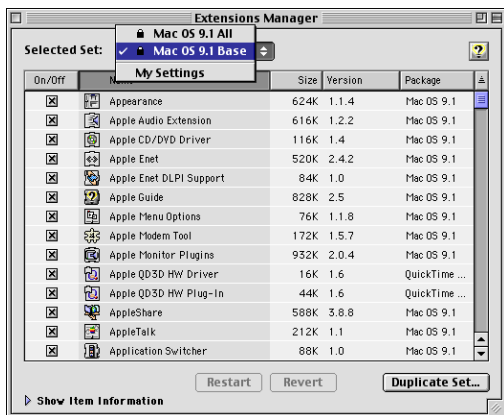 Extensions Manager
Mac OS 9.1 All
Selected Set: ✓ Mac OS 9.1 Base
My Settings
On/Off Size Version Package
Appearance 624K 1.1.4 Mac OS 9.1
Apple Audio Extension 616K 1.2.2 Mac OS 9.1
Apple CD/DVD Driver 116K 1.4 Mac OS 9.1
Apple Enet 520K 2.4.2 Mac OS 9.1
Apple Enet DLPI Support 84K 1.0 Mac OS 9.1
Apple Guide 828K 2.5 Mac OS 9.1
Apple Menu Options 76K 1.1.8 Mac OS 9.1
Apple Modem Tool 172K 1.5.7 Mac OS 9.1
Apple Monitor Plugins 932K 2.0.4 Mac OS 9.1
Apple QD3D HW Driver 16K 1.6 QuickTime ...
Apple QD3D HW Plug-In 44K 1.6 QuickTime ...
AppleShare 588K 3.8.8 Mac OS 9.1
AppleTalk 212K 1.1 Mac OS 9.1
Application Switcher 88K 1.0 Mac OS 9.1
Restart Revert Duplicate Set...
Show Item Information